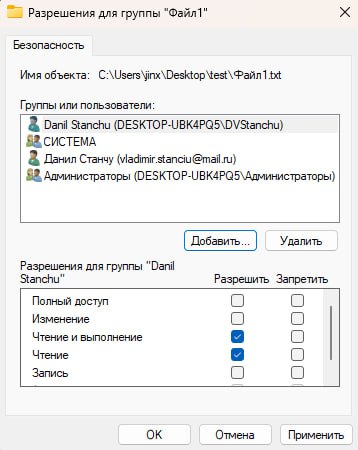 Разрешения для группы "Файл1"
Безопасность
Имя объекта: C:\Users\jinx\Desktop\test\Файл1.txt
Группы или пользователи:
Danil Stanchu (DESKTOP-UBK4PQ5\DVStanchu)
СИСТЕМА
Данил Станчу (vladimir.stanciu@mail.ru)
Администраторы (DESKTOP-UBK4PQ5\Администраторы)
Добавить...
Удалить
Разрешения для группы "Danil
Stanchu"
Разрешить
Запретить
Полный доступ
Изменение
Чтение и выполнение
Чтение
Запись
ОК
Отмена
Применить